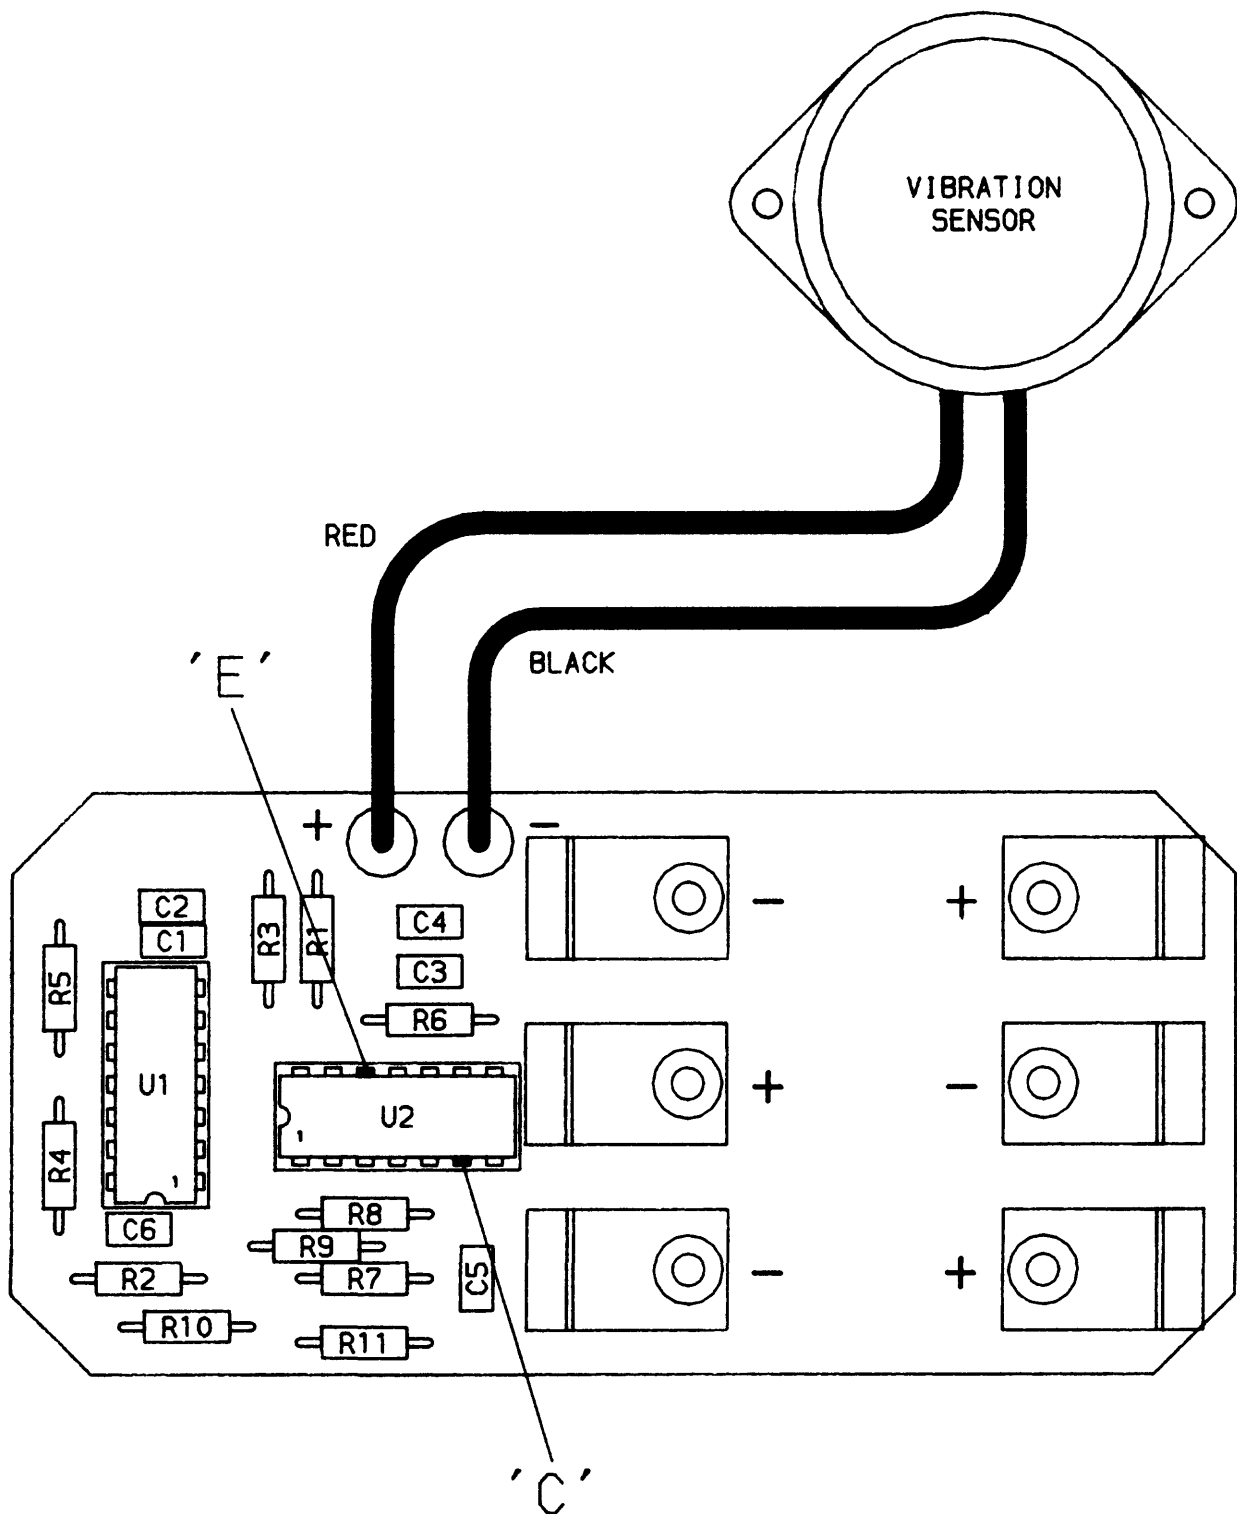 VIBRATION
SENSOR
RED
BLACK
'E'
+ -
C2
C1
R3
R1
C4
C3
R5
R6
- +
U1
U2
1
+ -
R4
1
C6
R8
R9
R2
R7
C5
- +
R10
R11
'C'